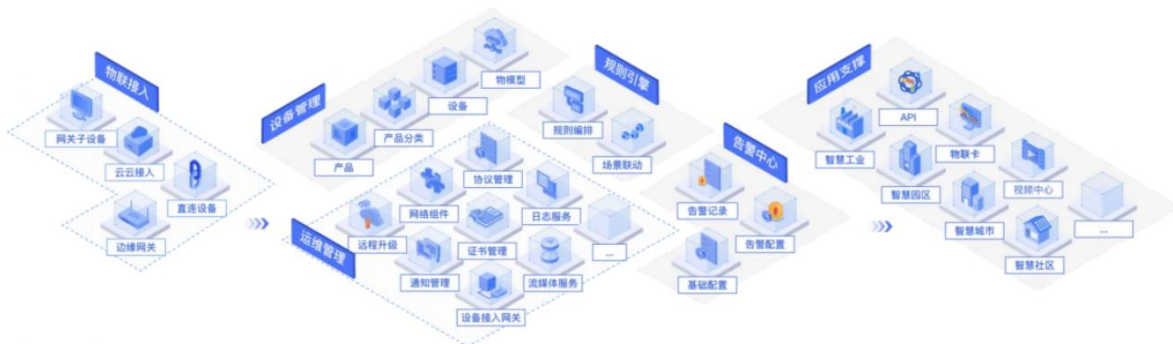 物联接入
网关子设备
云云接入
直连设备
边缘网关
设备管理
物模型
设备
产品分类
产品
运维管理
协议管理
网络组件
日志服务
远程升级
证书管理
...
通知管理
流媒体服务
设备接入网关
规则引擎
规则编排
场景联动
告警中心
告警记录
告警配置
基础配置
应用支撑
API
智慧工业
物联卡
智慧园区
视频中心
智慧城市
...
智慧社区